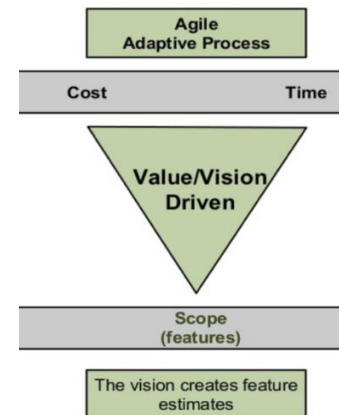 Agile
Adaptive Process
Cost Time
Value/Vision
Driven
Scope
(features)
The vision creates feature
estimates